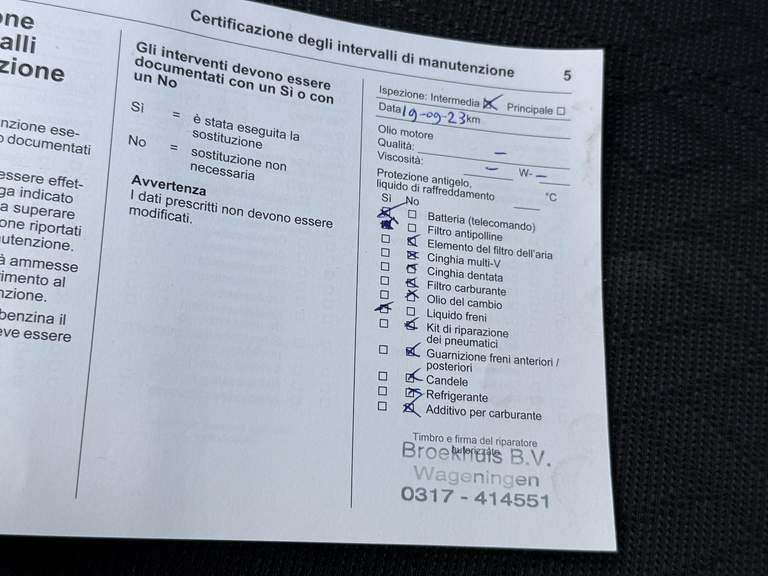 one
alli
zione
nzione ese-
o documentati
essere effet-
ga indicato
a superare
one riportati
utenzione.
à ammesse
imento al
nzione.
benzina il
eve essere
Certificazione degli intervalli di manutenzione 5
Gli interventi devono essere
documentati con un Sì o con
un No
Sì = è stata eseguita la
sostituzione
No = sostituzione non
necessaria
Avvertenza
I dati prescritti non devono essere
modificati.
Ispezione: Intermedia ☒ Principale ☐
Data 19-09-23 km
Olio motore
Qualità: –
Viscosità: – W- –
Protezione antigelo,
liquido di raffreddamento °C
Sì No
☒ ☐ Batteria (telecomando)
☒ ☐ Filtro antipolline
☐ ☒ Elemento del filtro dell'aria
☐ ☒ Cinghia multi-V
☐ ☒ Cinghia dentata
☐ ☒ Filtro carburante
☐ ☒ Olio del cambio
☒ ☐ Liquido freni
☐ ☒ Kit di riparazione
dei pneumatici
☐ ☒ Guarnizione freni anteriori /
posteriori
☐ ☒ Candele
☐ ☒ Refrigerante
☐ ☒ Additivo per carburante
Timbro e firma del riparatore
autorizzato
Broekhuis B.V.
Wageningen
0317 - 414551